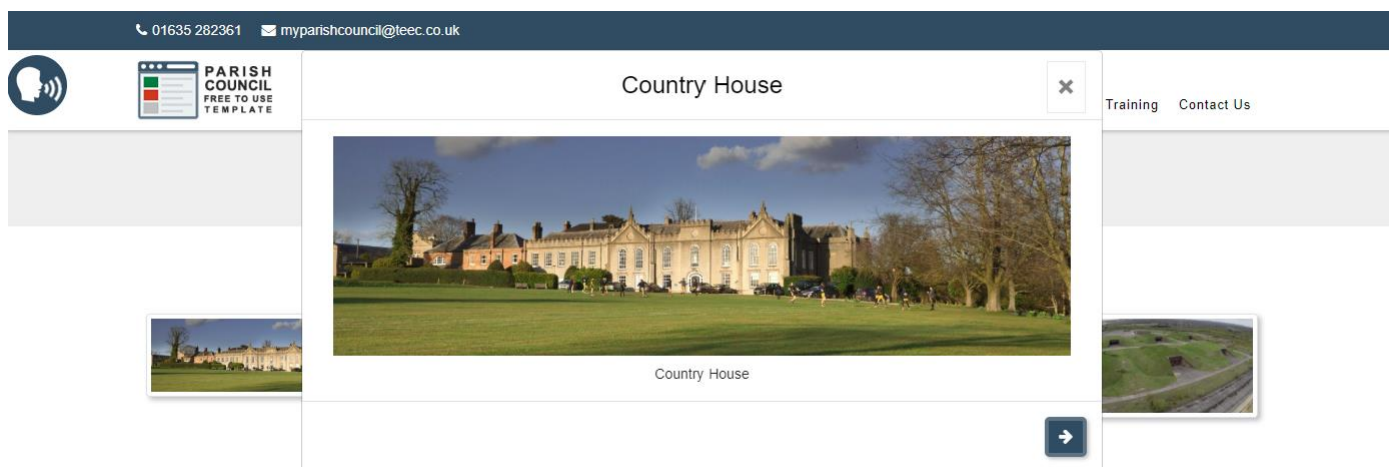 01635 282361 myparishcouncil@teec.co.uk
PARISH
COUNCIL
FREE TO USE
TEMPLATE
Country House
Training Contact Us
Country House